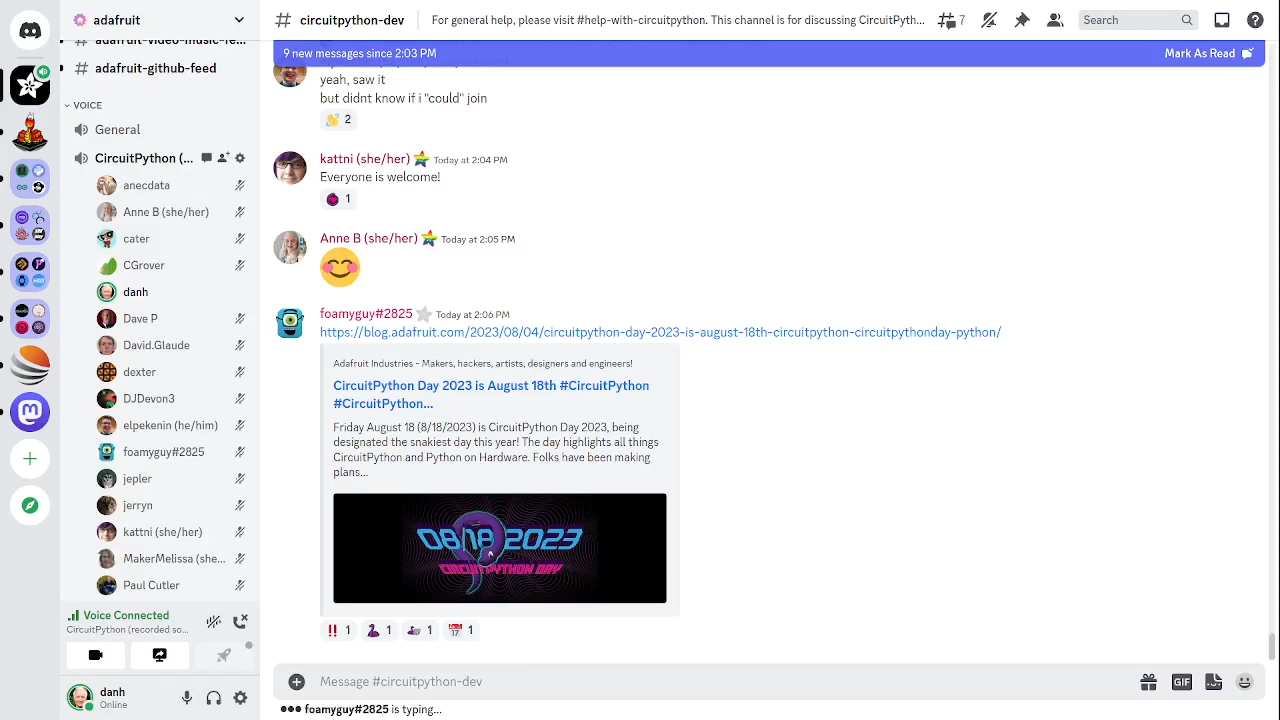 adafruit
# circuitpython-dev
For general help, please visit #help-with-circuitpython. This channel is for discussing CircuitPyth...
7
Search
# adafruit-github-feed
VOICE
General
CircuitPython (...
anecdata
Anne B (she/her)
cater
CGrover
danh
Dave P
David.Glaude
dexter
DJDevon3
elpekenin (he/him)
foamyguy#2825
jepler
jerryn
kattni (she/her)
MakerMelissa (she...
Paul Cutler
Voice Connected
CircuitPython (recorded so...
danh
Online
9 new messages since 2:03 PM
Mark As Read
yeah, saw it
but didnt know if i "could" join
2
kattni (she/her) Today at 2:04 PM
Everyone is welcome!
1
Anne B (she/her) Today at 2:05 PM
foamyguy#2825 Today at 2:06 PM
https://blog.adafruit.com/2023/08/04/circuitpython-day-2023-is-august-18th-circuitpython-circuitpythonday-python/
Adafruit Industries - Makers, hackers, artists, designers and engineers!
CircuitPython Day 2023 is August 18th #CircuitPython
#CircuitPython...
Friday August 18 (8/18/2023) is CircuitPython Day 2023, being
designated the snakiest day this year! The day highlights all things
CircuitPython and Python on Hardware. Folks have been making
plans...
08/18/2023
CIRCUITPYTHON DAY
1 1 1 1
Message #circuitpython-dev
GIF
foamyguy#2825 is typing...